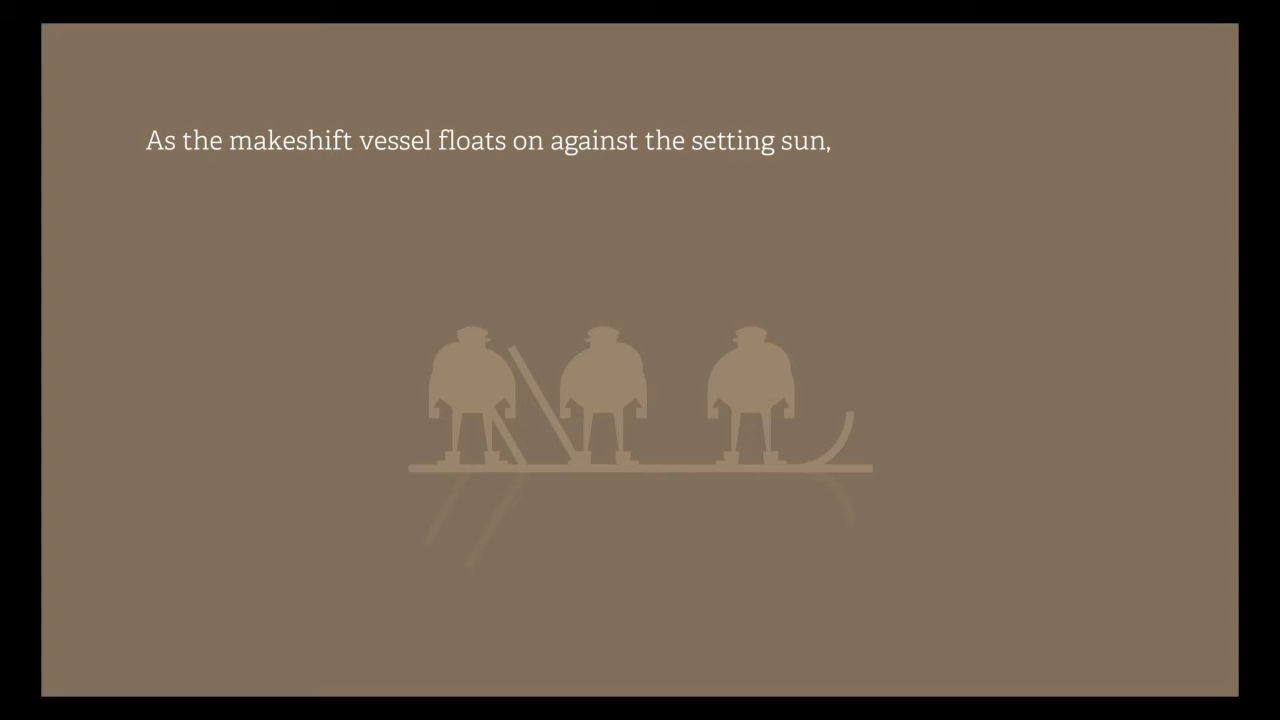 As the makeshift vessel floats on against the setting sun,